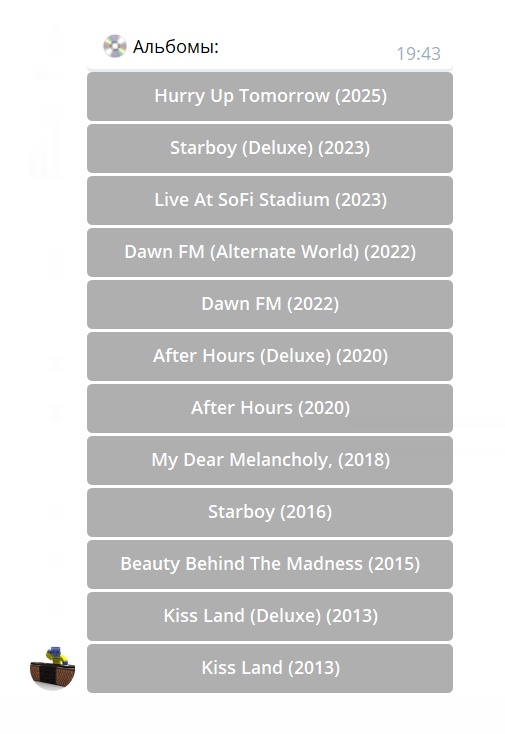 Альбомы:
19:43
Hurry Up Tomorrow (2025)
Starboy (Deluxe) (2023)
Live At SoFi Stadium (2023)
Dawn FM (Alternate World) (2022)
Dawn FM (2022)
After Hours (Deluxe) (2020)
After Hours (2020)
My Dear Melancholy, (2018)
Starboy (2016)
Beauty Behind The Madness (2015)
Kiss Land (Deluxe) (2013)
Kiss Land (2013)